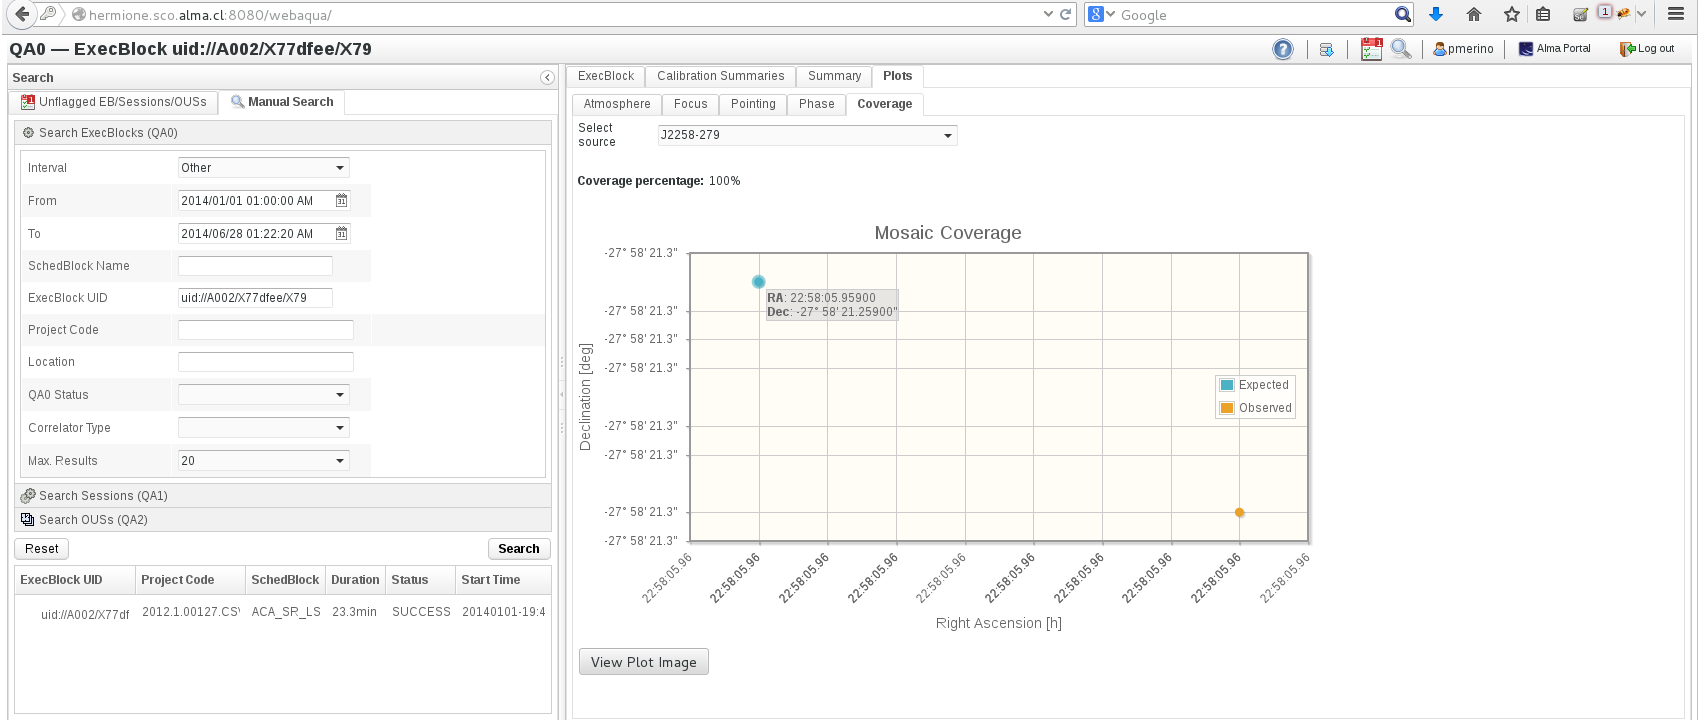 hermione.sco.alma.cl:8080/webaqua/
Google
1
QA0 — ExecBlock uid://A002/X77dfee/X79
?
1
pmerino
Alma Portal
Log out
Search
Unflagged EB/Sessions/OUSs
Manual Search
Search ExecBlocks (QA0)
Interval Other
From 2014/01/01 01:00:00 AM
To 2014/06/28 01:22:20 AM
SchedBlock Name
ExecBlock UID uid://A002/X77dfee/X79
Project Code
Location
QA0 Status
Correlator Type
Max. Results 20
Search Sessions (QA1)
Search OUSs (QA2)
Reset Search
ExecBlock UID Project Code SchedBlock Duration Status Start Time
uid://A002/X77df 2012.1.00127.CS ACA_SR_LS 23.3min SUCCESS 20140101-19:4
ExecBlock Calibration Summaries Summary Plots
Atmosphere Focus Pointing Phase Coverage
Select
source
J2258-279
Coverage percentage: 100%
Mosaic Coverage
-27° 58' 21.3"
-27° 58' 21.3"
-27° 58' 21.3"
-27° 58' 21.3"
-27° 58' 21.3"
-27° 58' 21.3"
-27° 58' 21.3"
-27° 58' 21.3"
Declination [deg]
RA: 22:58:05.95900
Dec: -27° 58' 21.25900"
Expected
Observed
22:58:05.96
22:58:05.96
22:58:05.96
22:58:05.96
22:58:05.96
22:58:05.96
22:58:05.96
22:58:05.96
22:58:05.96
22:58:05.96
Right Ascension [h]
View Plot Image